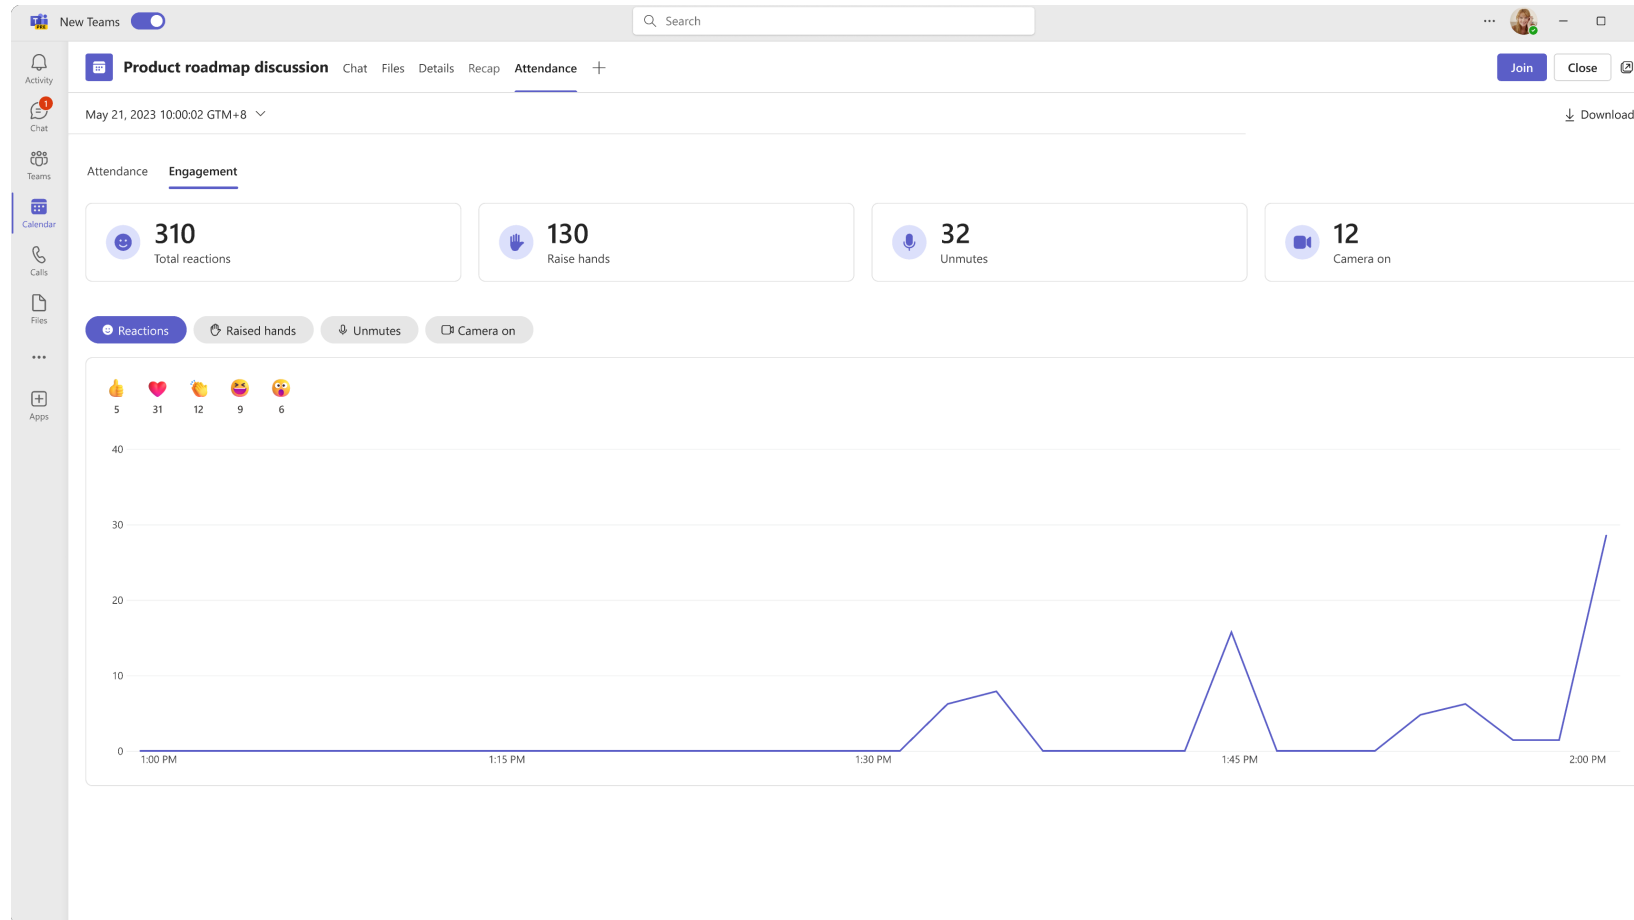 New Teams
Search
Activity
1
Chat
Teams
Calendar
Calls
Files
Apps
Product roadmap discussion Chat Files Details Recap Attendance
Join Close
May 21, 2023 10:00:02 GTM+8
Download
Attendance Engagement
310
Total reactions
130
Raise hands
32
Unmutes
12
Camera on
Reactions Raised hands Unmutes Camera on
5 31 12 9 6
40
30
20
10
0
1:00 PM 1:15 PM 1:30 PM 1:45 PM 2:00 PM